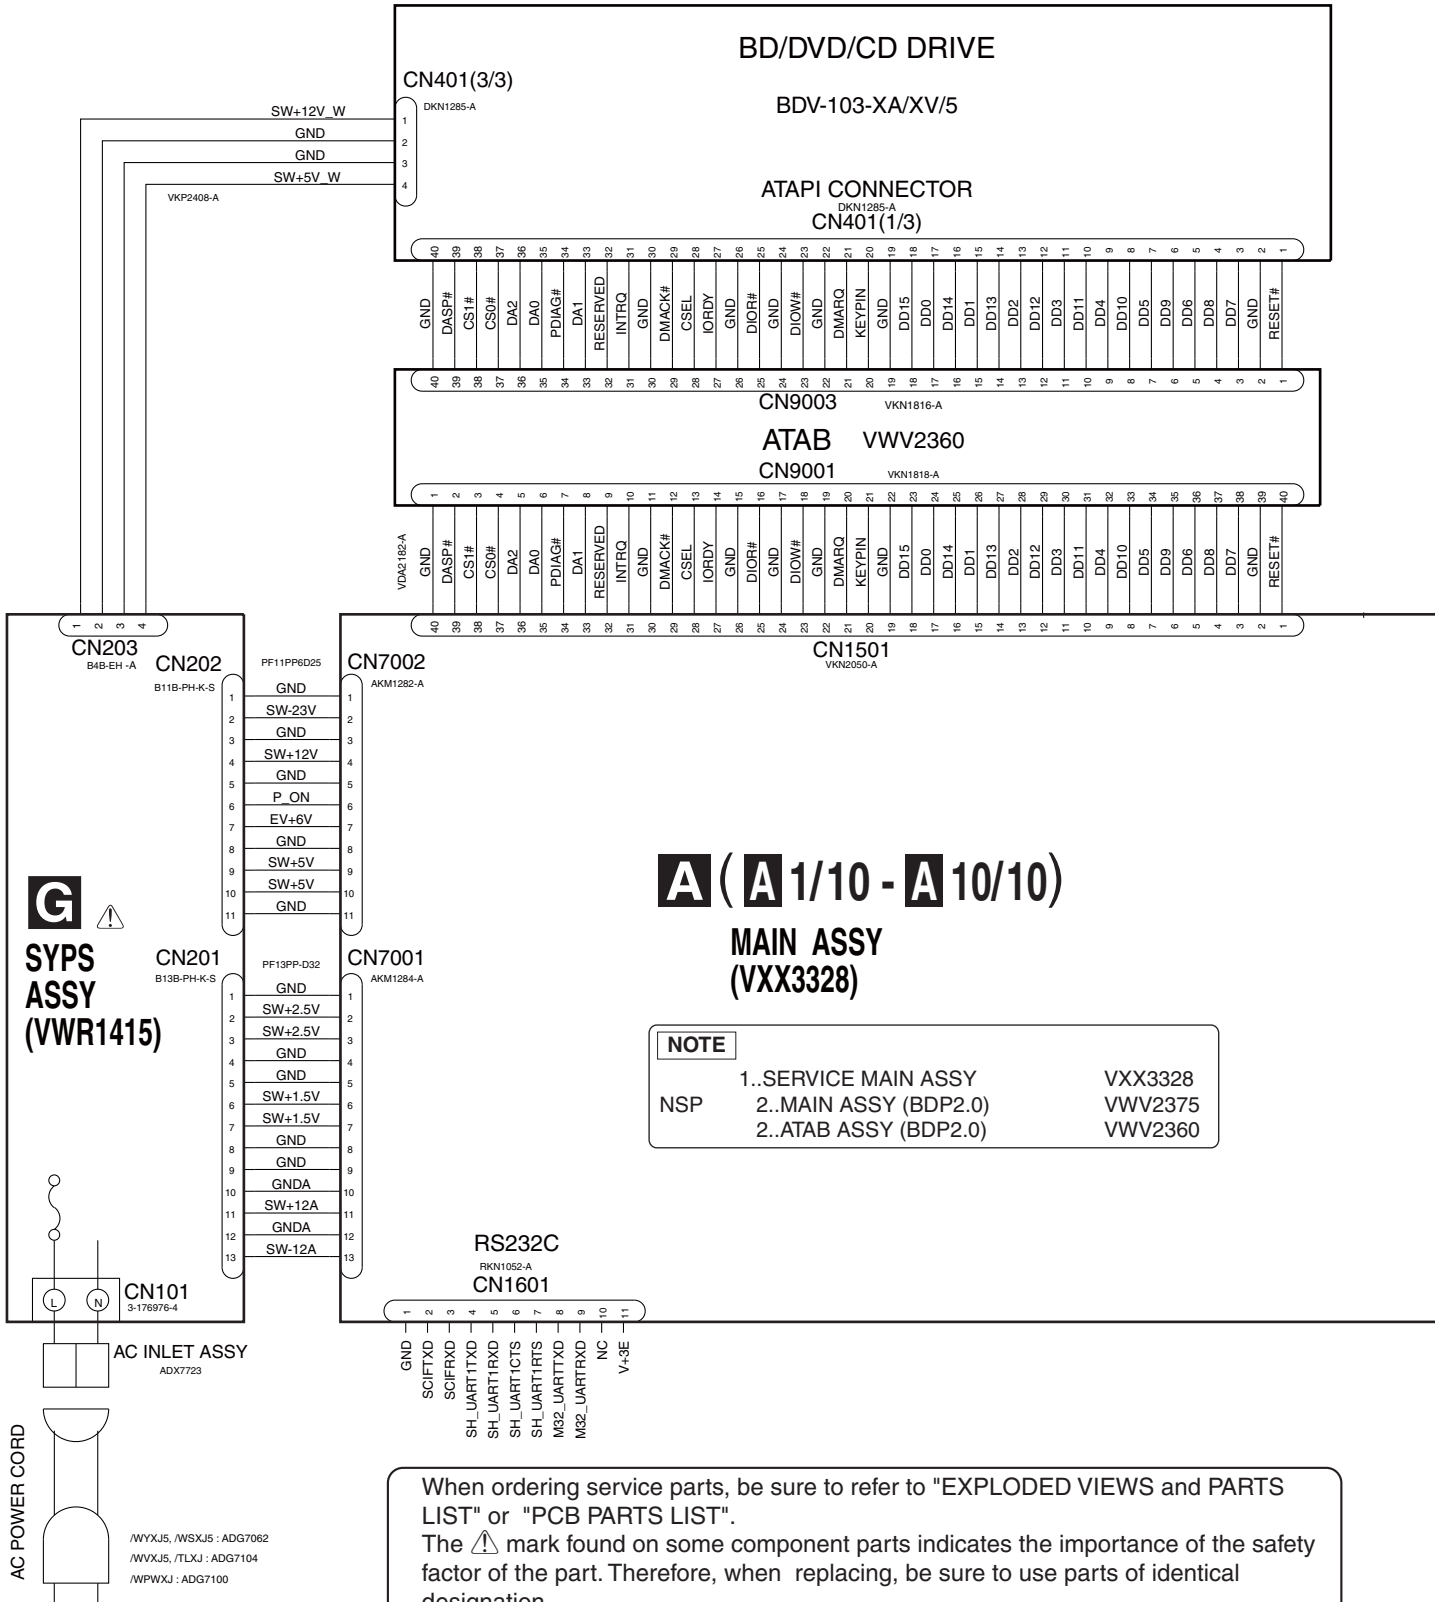 BD/DVD/CD DRIVE
CN401(3/3)
DKN1285-A
BDV-103-XA/XV/5
SW+12V_W 1
GND 2
GND 3
SW+5V_W 4
VKP2408-A
ATAPI CONNECTOR
DKN1285-A
CN401(1/3)
40 39 38 37 36 35 34 33 32 31 30 29 28 27 26 25 24 23 22 21 20 19 18 17 16 15 14 13 12 11 10 9 8 7 6 5 4 3 2 1
GND DASP# CS1# CS0# DA2 DA0 PDIAG# DA1 RESERVED INTRQ GND DMACK# CSEL IORDY GND DIOR# GND DIOW# GND DMARQ KEYPIN GND DD15 DD0 DD14 DD1 DD13 DD2 DD12 DD3 DD11 DD4 DD10 DD5 DD9 DD6 DD8 DD7 GND RESET#
40 39 38 37 36 35 34 33 32 31 30 29 28 27 26 25 24 23 22 21 20 19 18 17 16 15 14 13 12 11 10 9 8 7 6 5 4 3 2 1
CN9003 VKN1816-A
ATAB VWV2360
CN9001 VKN1818-A
1 2 3 4 5 6 7 8 9 10 11 12 13 14 15 16 17 18 19 20 21 22 23 24 25 26 27 28 29 30 31 32 33 34 35 36 37 38 39 40
VDA2182-A
GND DASP# CS1# CS0# DA2 DA0 PDIAG# DA1 RESERVED INTRQ GND DMACK# CSEL IORDY GND DIOR# GND DIOW# GND DMARQ KEYPIN GND DD15 DD0 DD14 DD1 DD13 DD2 DD12 DD3 DD11 DD4 DD10 DD5 DD9 DD6 DD8 DD7 GND RESET#
40 39 38 37 36 35 34 33 32 31 30 29 28 27 26 25 24 23 22 21 20 19 18 17 16 15 14 13 12 11 10 9 8 7 6 5 4 3 2 1
CN1501
VKN2050-A
1 2 3 4
CN203
B4B-EH -A
CN202 PF11PP6D25 CN7002
B11B-PH-K-S AKM1282-A
1 GND 1
2 SW-23V 2
3 GND 3
4 SW+12V 4
5 GND 5
6 P_ON 6
7 EV+6V 7
8 GND 8
9 SW+5V 9
10 SW+5V 10
11 GND 11
G ⚠
SYPS
ASSY
(VWR1415)
A ( A 1/10 - A 10/10)
MAIN ASSY
(VXX3328)
CN201 PF13PP-D32 CN7001
B13B-PH-K-S AKM1284-A
1 GND 1
2 SW+2.5V 2
3 SW+2.5V 3
4 GND 4
5 GND 5
6 SW+1.5V 6
7 SW+1.5V 7
8 GND 8
9 GND 9
10 GNDA 10
11 SW+12A 11
12 GNDA 12
13 SW-12A 13
NOTE
1..SERVICE MAIN ASSY VXX3328
NSP 2..MAIN ASSY (BDP2.0) VWV2375
2..ATAB ASSY (BDP2.0) VWV2360
L N
CN101
3-176976-4
AC INLET ASSY
ADX7723
RS232C
RKN1052-A
CN1601
1 2 3 4 5 6 7 8 9 10 11
GND SCIFTXD SCIFRXD SH_UART1TXD SH_UART1RXD SH_UART1CTS SH_UART1RTS M32_UARTTXD M32_UARTRXD NC V+3E
AC POWER CORD
/WYXJ5, /WSXJ5 : ADG7062
/WVXJ5, /TLXJ : ADG7104
/WPWXJ : ADG7100
When ordering service parts, be sure to refer to "EXPLODED VIEWS and PARTS
LIST" or "PCB PARTS LIST".
The ⚠ mark found on some component parts indicates the importance of the safety
factor of the part. Therefore, when replacing, be sure to use parts of identical
designation